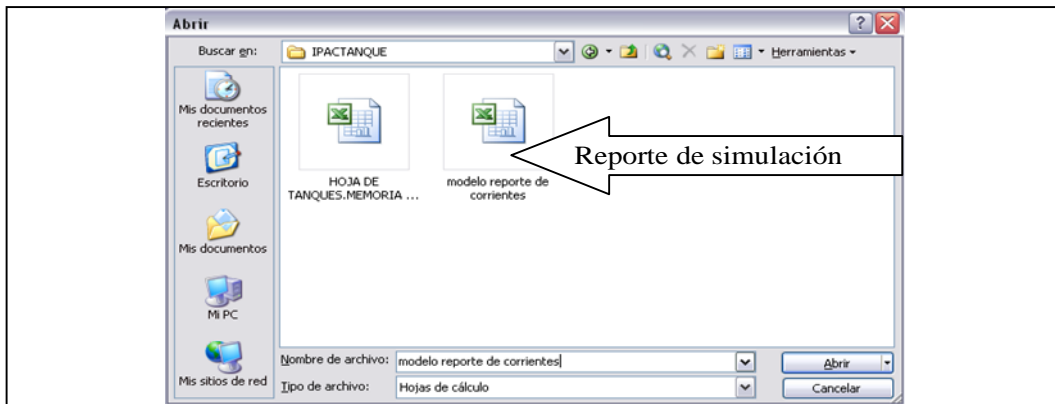 Abrir
Buscar en:
IPACTANQUE
Herramientas
Mis documentos
recientes
Escritorio
Mis documentos
Mi PC
Mis sitios de red
HOJA DE
TANQUES.MEMORIA ...
modelo reporte de
corrientes
Reporte de simulación
Nombre de archivo:
modelo reporte de corrientes
Abrir
Tipo de archivo:
Hojas de cálculo
Cancelar